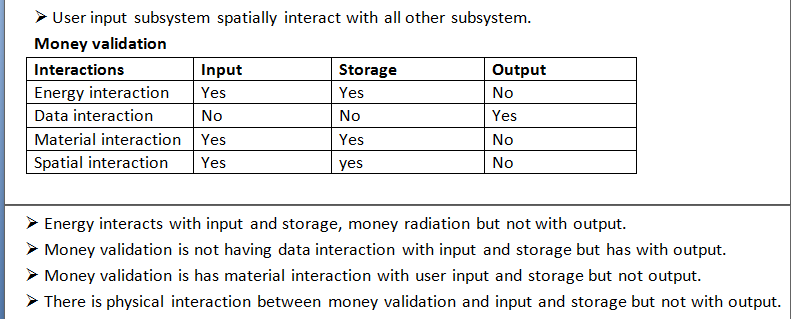 ➢ User input subsystem spatially interact with all other subsystem.
Money validation
Interactions Input Storage Output
Energy interaction Yes Yes No
Data interaction No No Yes
Material interaction Yes Yes No
Spatial interaction Yes yes No
➢ Energy interacts with input and storage, money radiation but not with output.
➢ Money validation is not having data interaction with input and storage but has with output.
➢ Money validation is has material interaction with user input and storage but not output.
➢ There is physical interaction between money validation and input and storage but not with output.